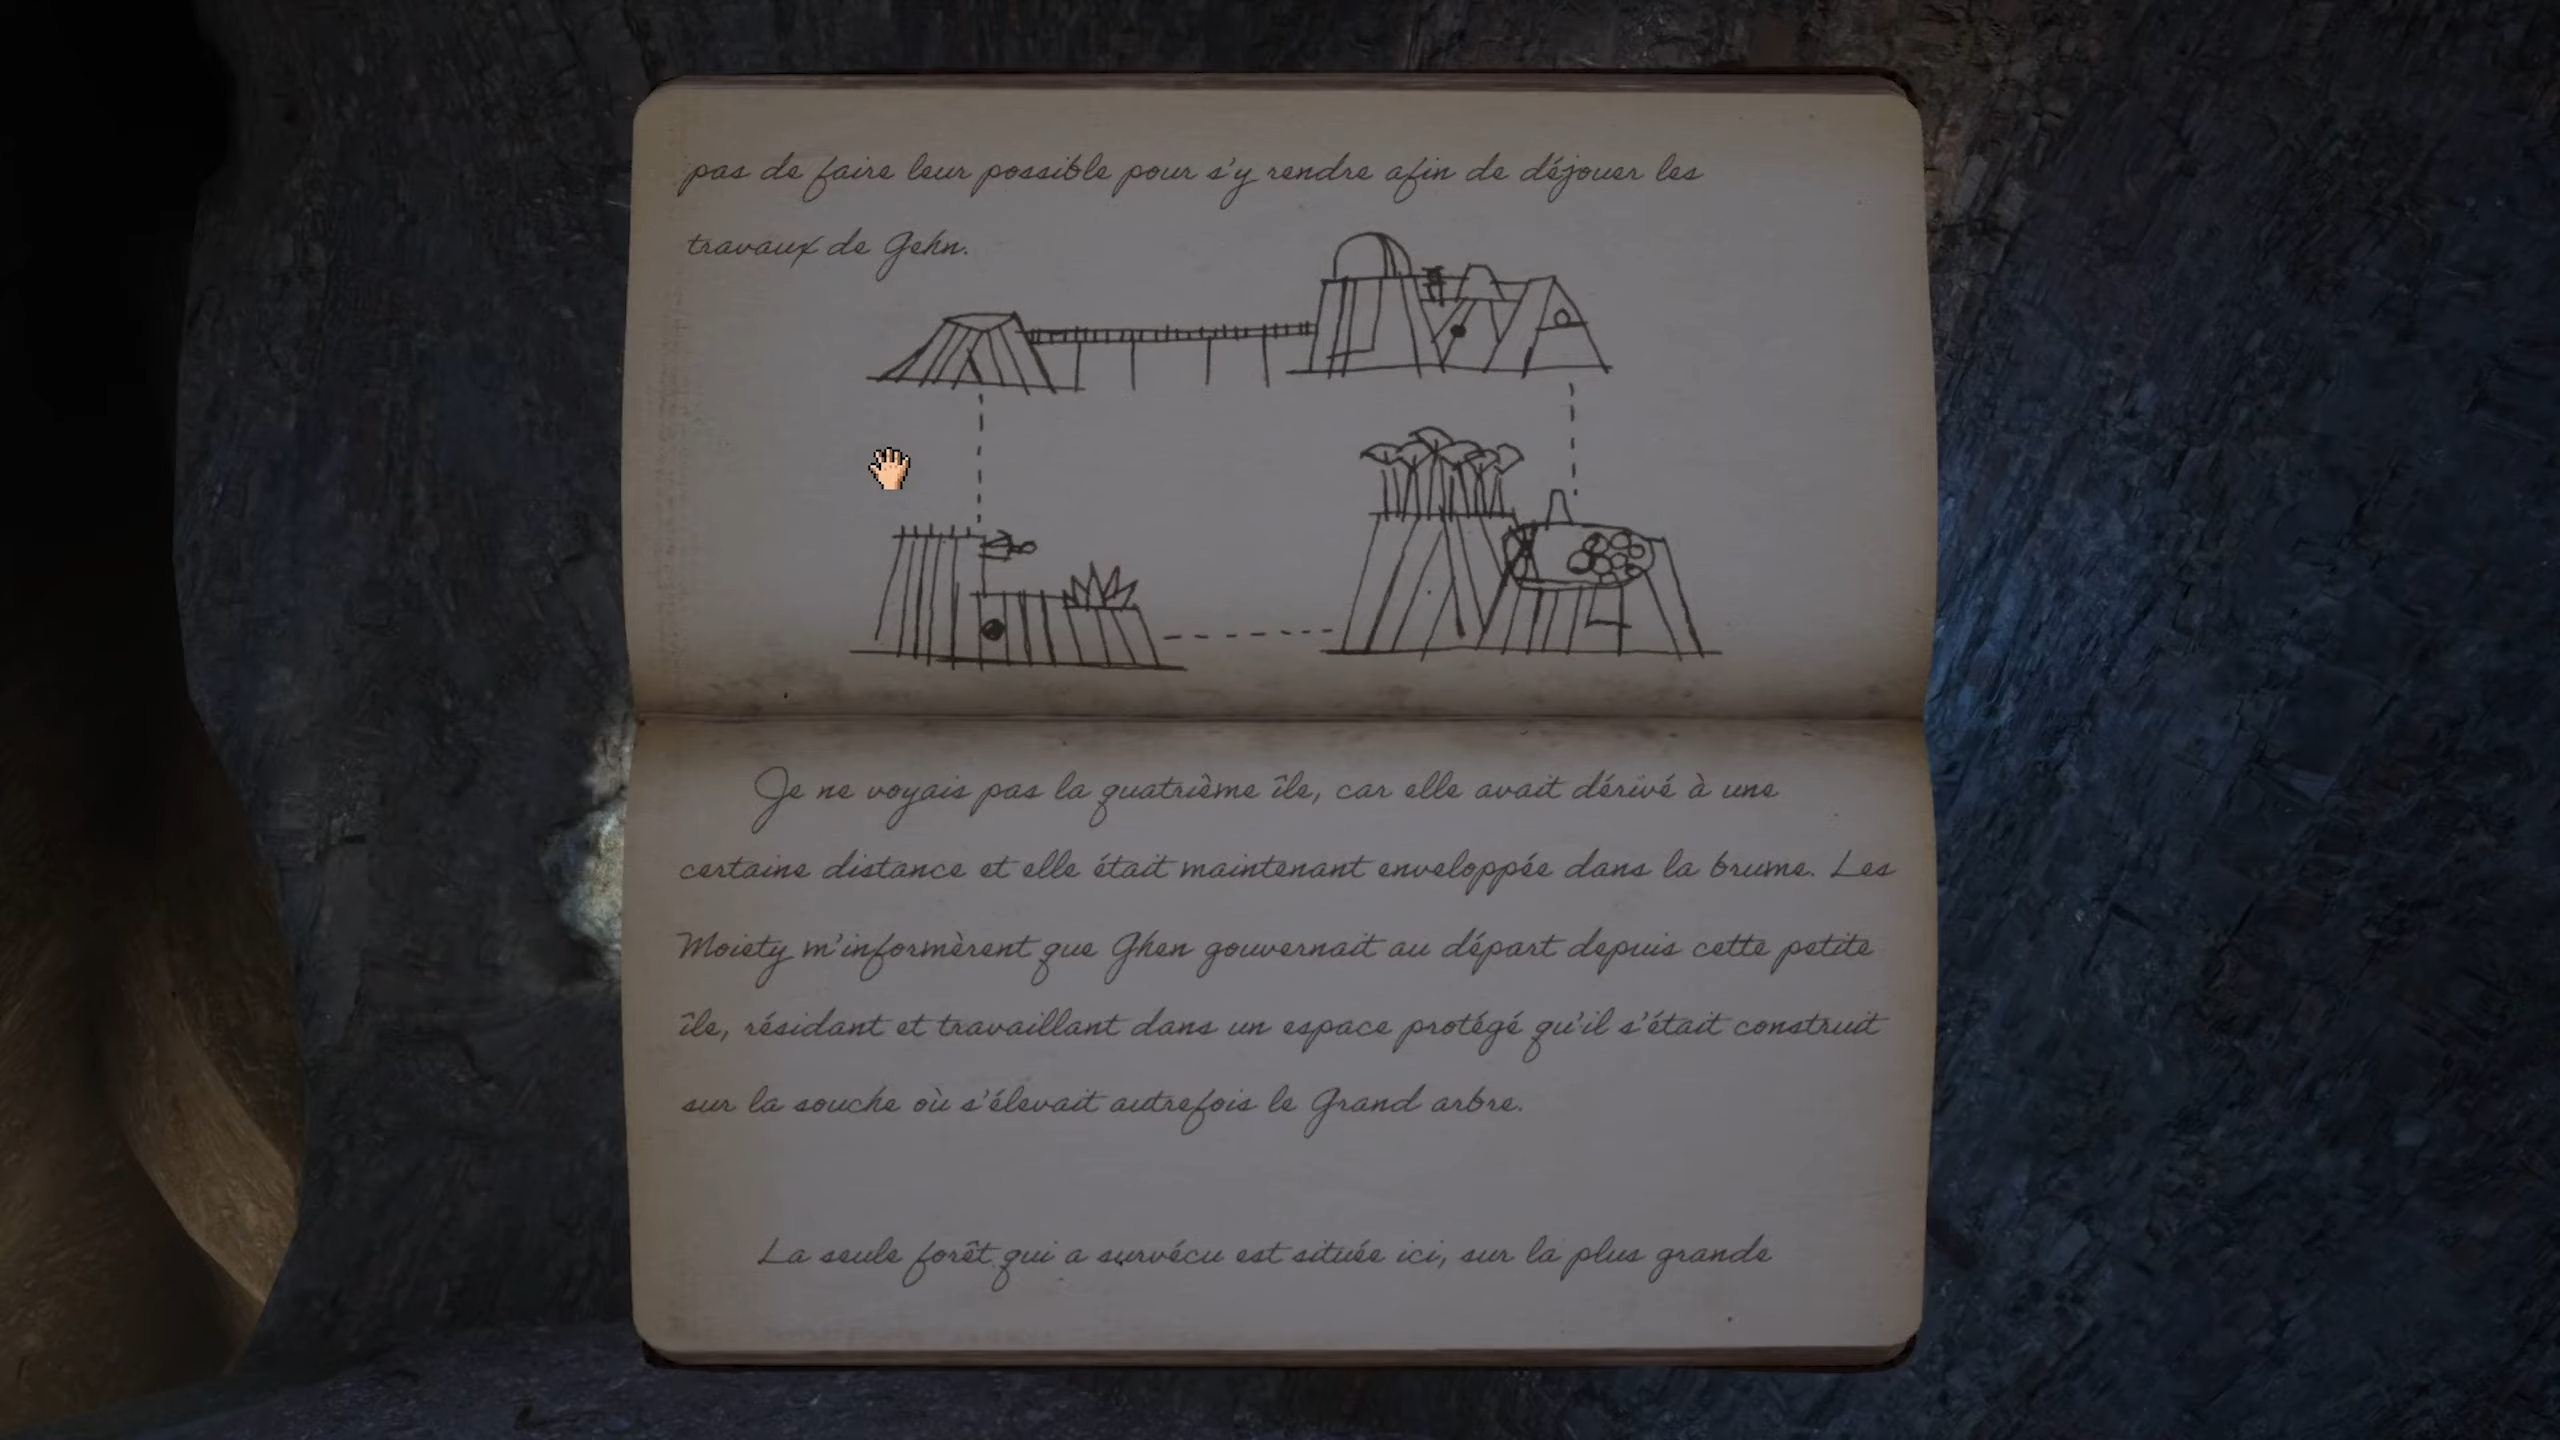 pas de faire leur possible pour s'y rendre afin de déjouer les
travaux de Gehn.
Je ne voyais pas la quatrième île, car elle avait dérivé à une
certaine distance et elle était maintenant enveloppée dans la brume. Les
Moiety m'informèrent que Ghen gouvernait au départ depuis cette petite
île, résidant et travaillant dans un espace protégé qu'il s'était construit
sur la souche où s'élevait autrefois le Grand arbre.
La seule forêt qui a survécu est située ici, sur la plus grande